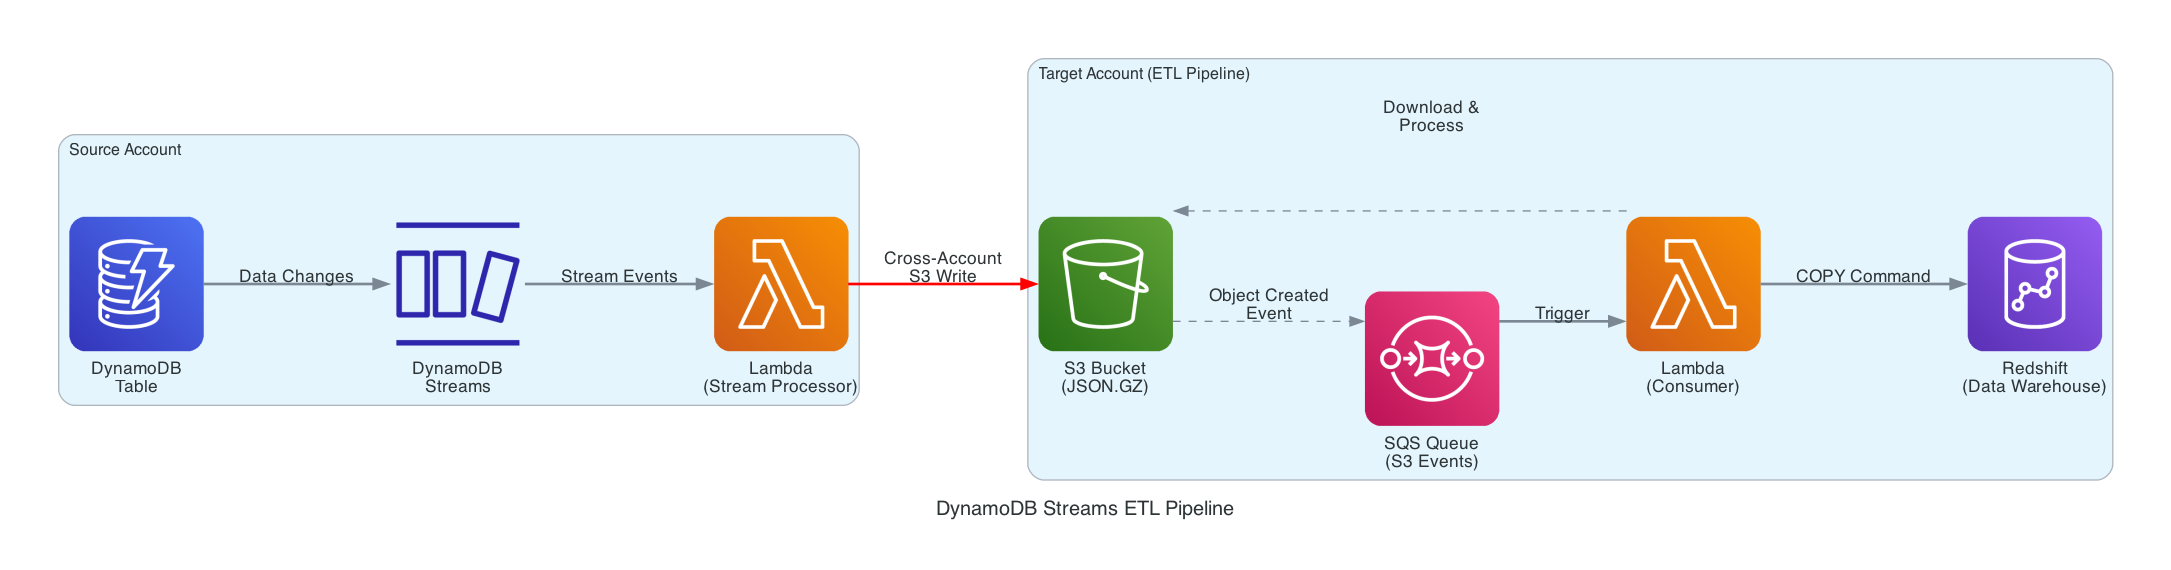 Target Account (ETL Pipeline)
Download &
Process
Source Account
Data Changes
Stream Events
Cross-Account
S3 Write
Object Created
Event
Trigger
COPY Command
DynamoDB
Table
DynamoDB
Streams
Lambda
(Stream Processor)
S3 Bucket
(JSON.GZ)
SQS Queue
(S3 Events)
Lambda
(Consumer)
Redshift
(Data Warehouse)
DynamoDB Streams ETL Pipeline